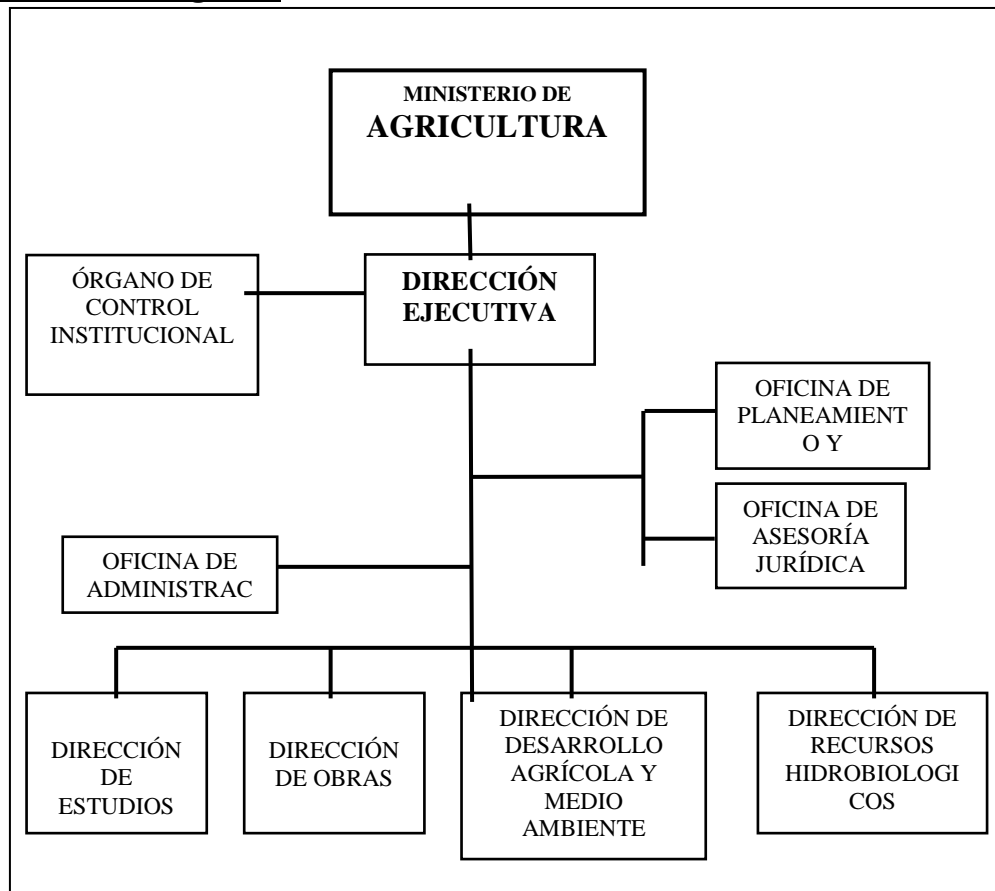 MINISTERIO DE
AGRICULTURA
ÓRGANO DE
CONTROL
INSTITUCIONAL
DIRECCIÓN
EJECUTIVA
OFICINA DE
PLANEAMIENT
O Y
OFICINA DE
ASESORÍA
JURÍDICA
OFICINA DE
ADMINISTRAC
DIRECCIÓN
DE
ESTUDIOS
DIRECCIÓN
DE OBRAS
DIRECCIÓN DE
DESARROLLO
AGRÍCOLA Y
MEDIO
AMBIENTE
DIRECCIÓN DE
RECURSOS
HIDROBIOLOGI
COS